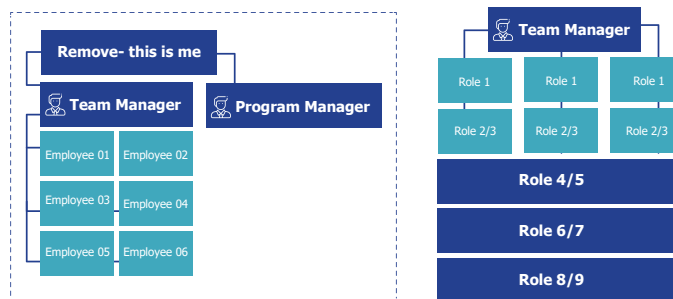 Remove- this is me
Team Manager
Program Manager
Employee 01
Employee 02
Employee 03
Employee 04
Employee 05
Employee 06
Team Manager
Role 1
Role 1
Role 1
Role 2/3
Role 2/3
Role 2/3
Role 4/5
Role 6/7
Role 8/9